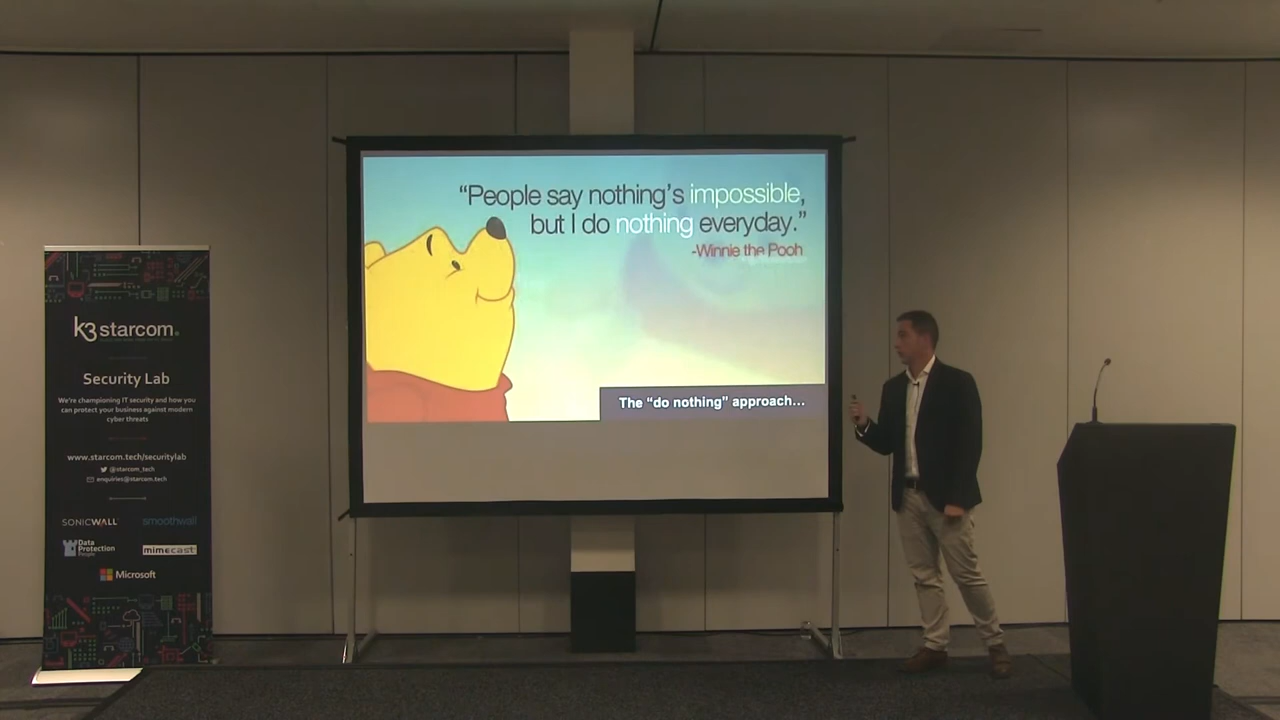 “People say nothing’s impossible,
but I do nothing everyday.”
-Winnie the Pooh
The “do nothing” approach...
k3 starcom
Security Lab
We're championing IT security and how you
can protect your business against modern
cyber threats
www.starcom.tech/securitylab
@starcom_tech
enquiries@starcom.tech
SONICWALL smoothwall
Data
Protection
People
mimecast
Microsoft